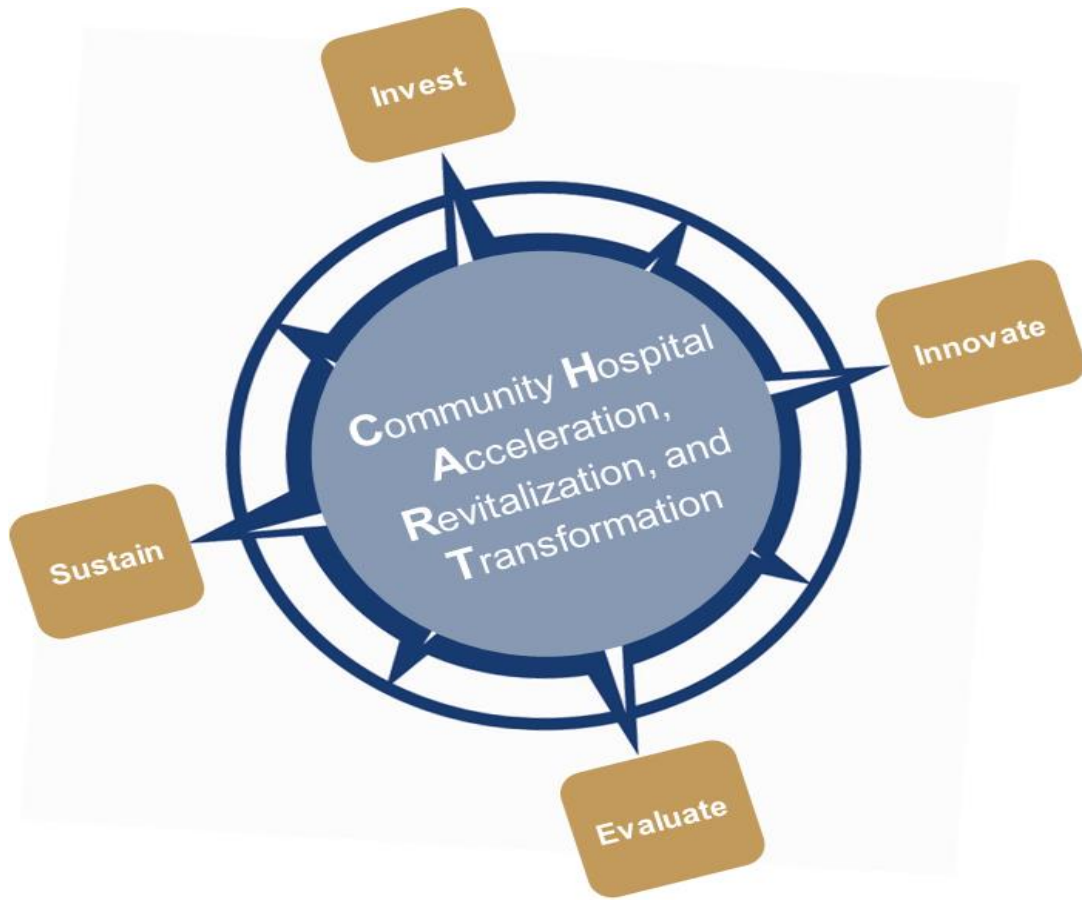 Invest
Innovate
Community Hospital
Acceleration,
Revitalization, and
Transformation
Sustain
Evaluate